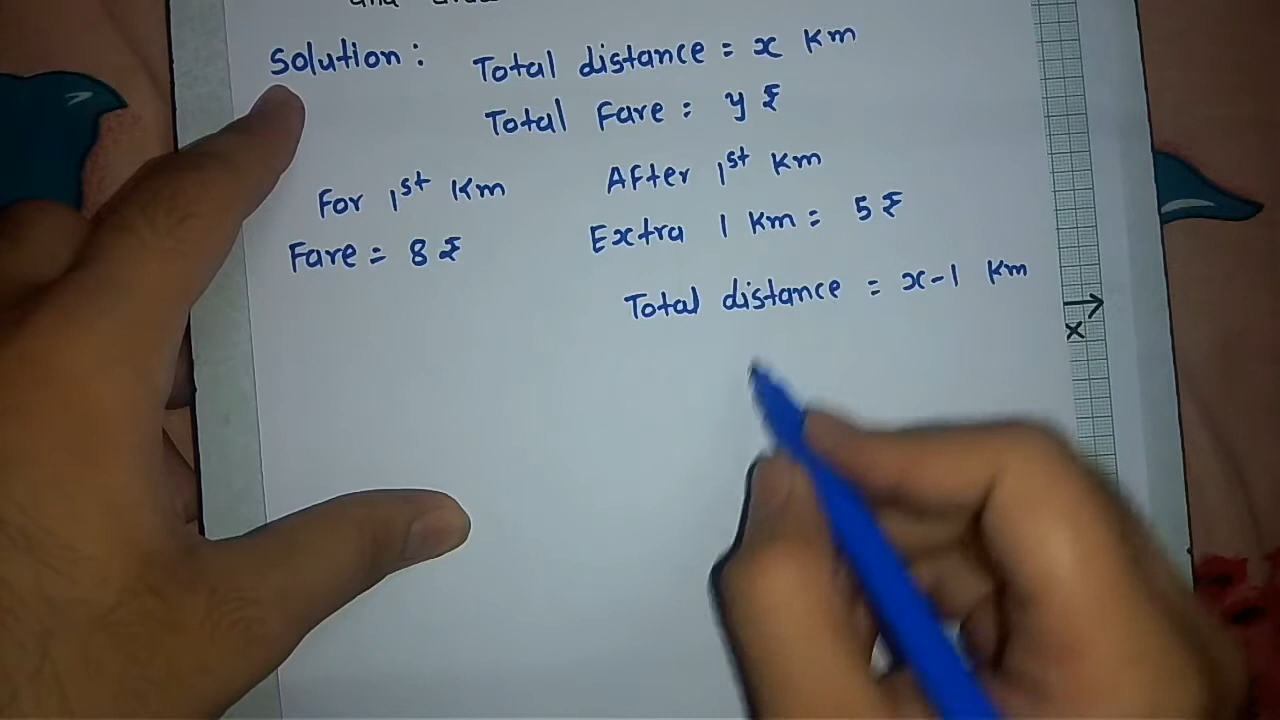 Solution : Total distance = x Km
Total Fare : y ₹
For 1st Km
Fare = 8 ₹
After 1st Km
Extra 1 Km = 5 ₹
Total distance = x-1 Km
x